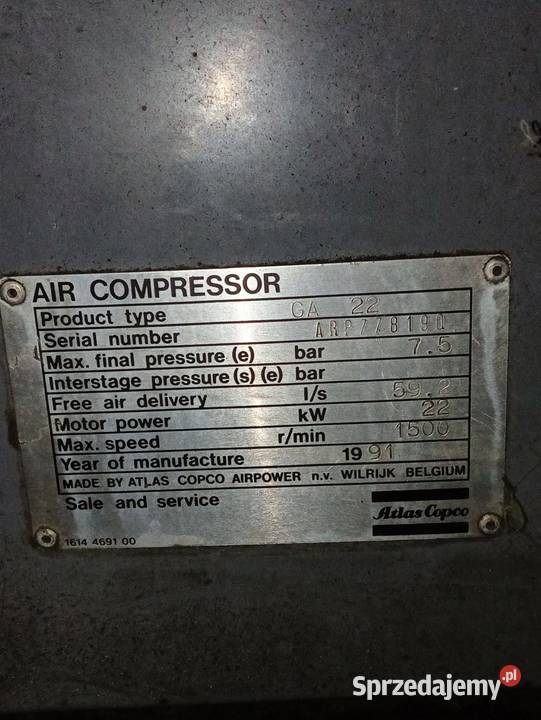 AIR COMPRESSOR
Product type GA 22
Serial number ARP778190
Max. final pressure (e) bar 7.5
Interstage pressure(s) (e) bar
Free air delivery l/s 59.2
Motor power kW 22
Max. speed r/min 1500
Year of manufacture 1991
MADE BY ATLAS COPCO AIRPOWER n.v. WILRIJK BELGIUM
Sale and service
Atlas Copco
1614 4691 00
Sprzedajemy.pl